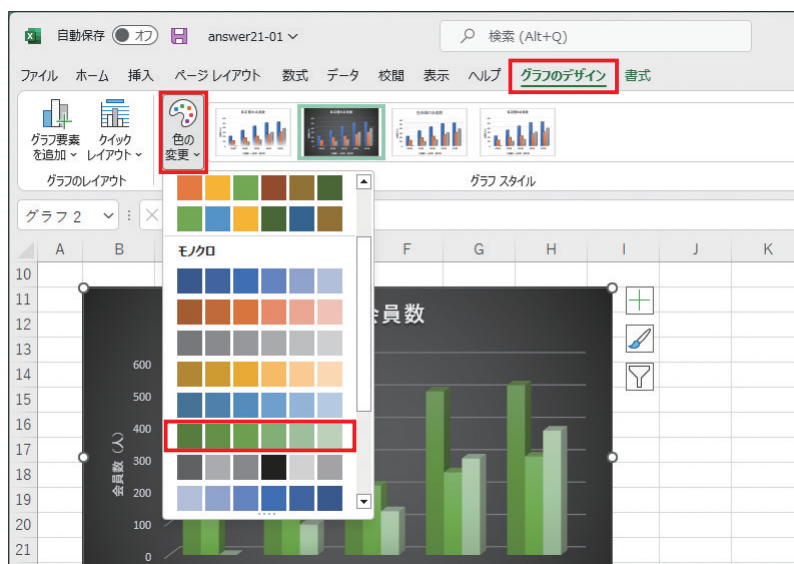 自動保存 オフ answer21-01 検索 (Alt+Q)
ファイル ホーム 挿入 ページ レイアウト 数式 データ 校閲 表示 ヘルプ グラフのデザイン 書式
グラフ要素
を追加
クイック
レイアウト
色の
変更
グラフのレイアウト
グラフ スタイル
グラフ 2
モノクロ
A B F G H I J K
10
11
12
13
14
15
16
17
18
19
20
21
会員数
会員数（人）
600
500
400
300
200
100
0